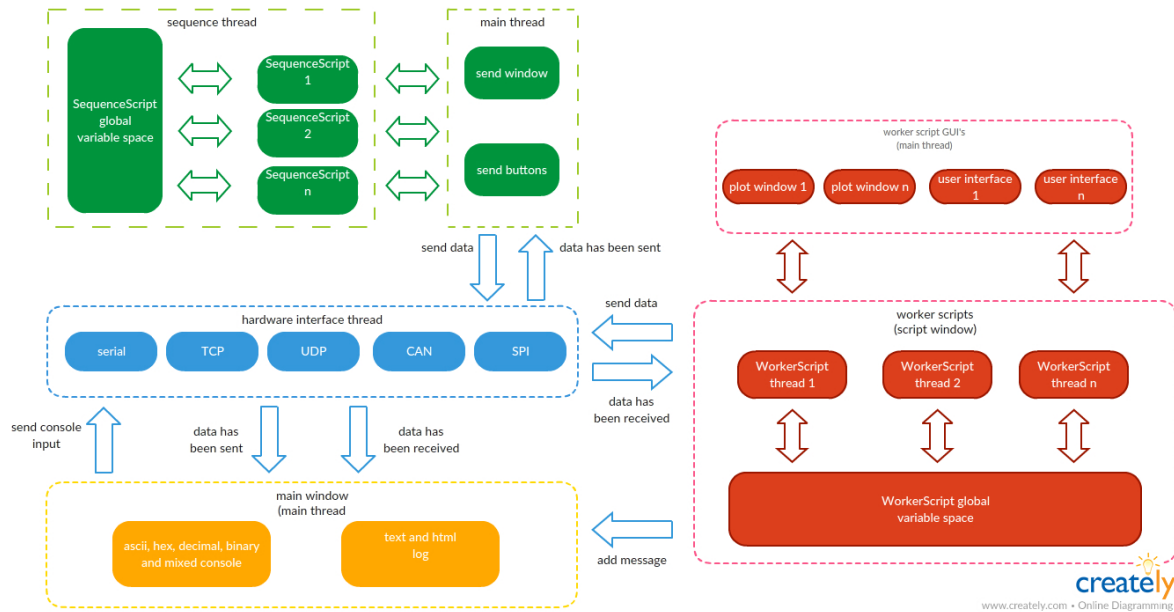 sequence thread
SequenceScript
global
variable space
SequenceScript
1
SequenceScript
2
SequenceScript
n
main thread
send window
send buttons
send data
data has been sent
hardware interface thread
serial
TCP
UDP
CAN
SPI
send console
input
data has
been sent
data has
been received
main window
(main thread
ascii, hex, decimal, binary
and mixed console
text and html
log
send data
data has
been received
add message
worker script GUI's
(main thread)
plot window 1
plot window n
user interface
1
user interface
n
worker scripts
(script window)
WorkerScript
thread 1
WorkerScript
thread 2
WorkerScript
thread n
WorkerScript global
variable space
creately
www.creately.com • Online Diagramming